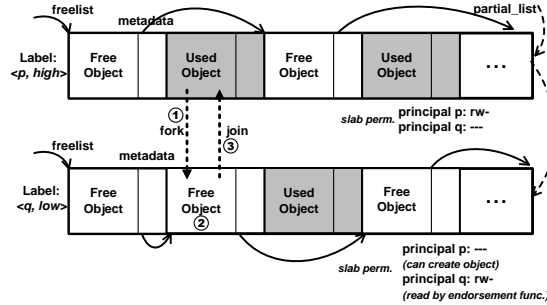 freelist
metadata
partial_list
Label:
<p, high>
Free
Object
Used
Object
Free
Object
Used
Object
...
①
fork
join
③
slab perm.
principal p: rw-
principal q: ---
freelist
metadata
Label:
<q, low>
Free
Object
Free
Object
②
Used
Object
Free
Object
...
slab perm.
principal p: ---
(can create object)
principal q: rw-
(read by endorsement func.)